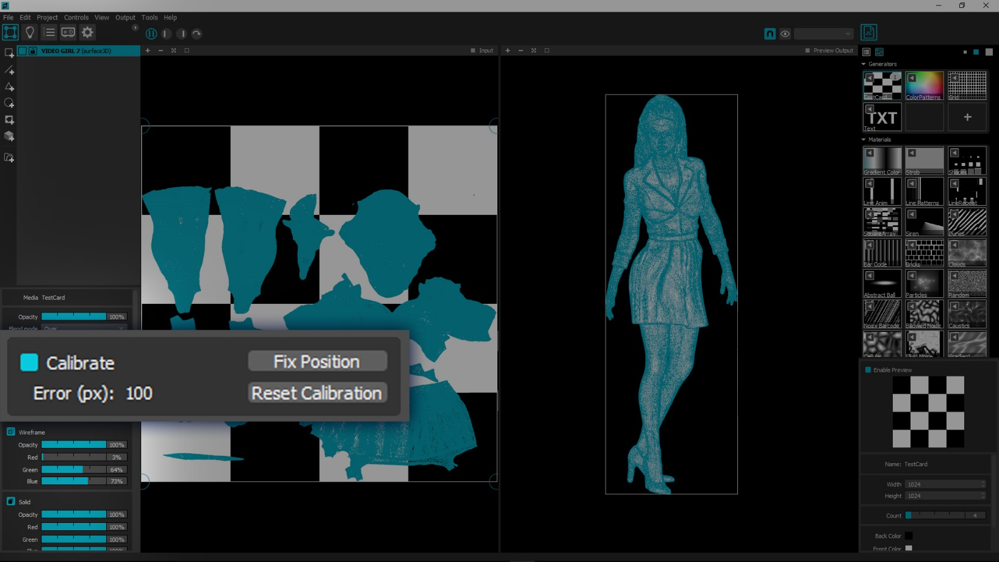 File Edit Project Controls View Output Tools Help
VIDEO GIRL 7 (surface3D)
Input
Preview Output
Generators
1
TestCard ColorPatterns Grid
TXT
Text
Materials
Gradient Color Strob Shapes
Line Anim Line Patterns LineRepeat
SquareArray Siren Dunes
Bar Code Bricks Clouds
Abstract Ball Particles Random
Noisy Barcode Billowed Noise Caustics
Cellular Fluid Noise Gradient
Media TestCard
Opacity 100%
Blend mode Over
Calibrate Fix Position
Error (px): 100 Reset Calibration
Wireframe
Opacity 100%
Red 3%
Green 64%
Blue 73%
Solid
Opacity 100%
Red 100%
Green 100%
Blue 100%
Enable Preview
Name: TestCard
Width 1024
Height 1024
Count 4
Back Color
Front Color